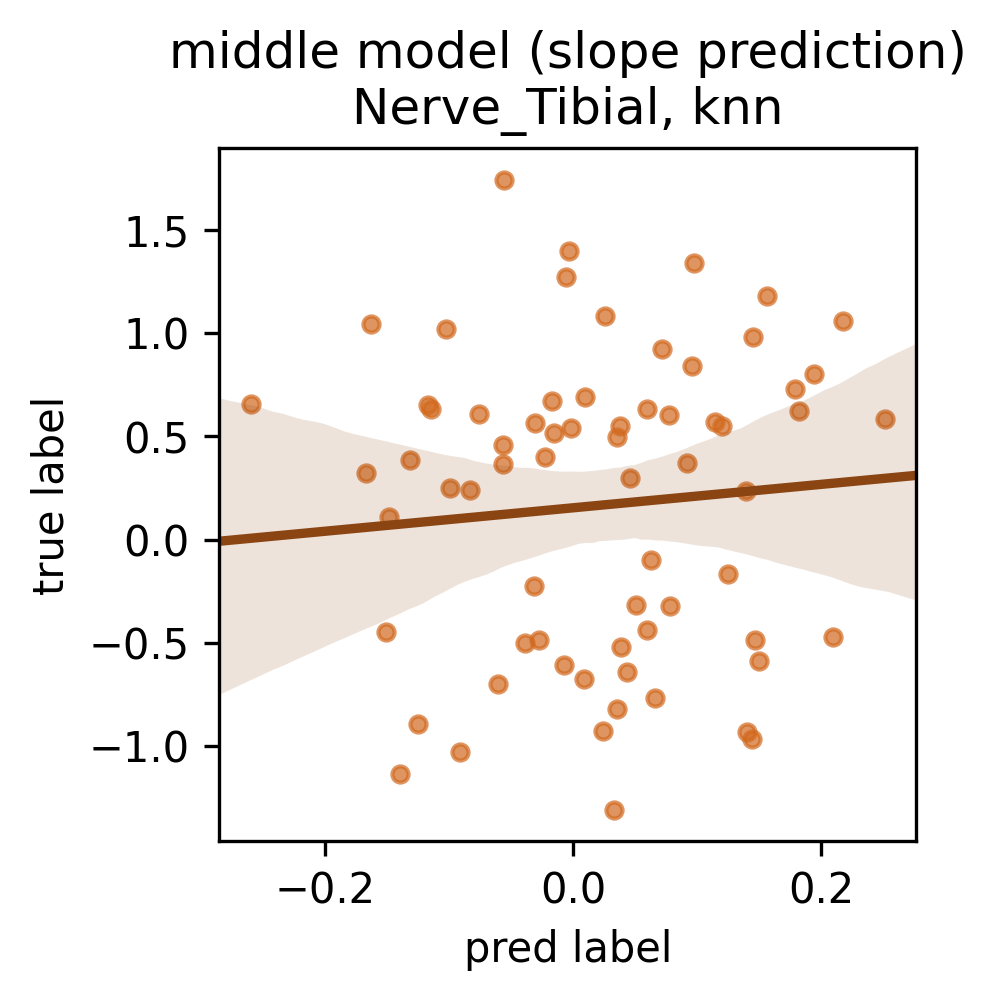 middle model (slope prediction)
Nerve_Tibial, knn
1.5
1.0
0.5
0.0
−0.5
−1.0
true label
−0.2
0.0
0.2
pred label